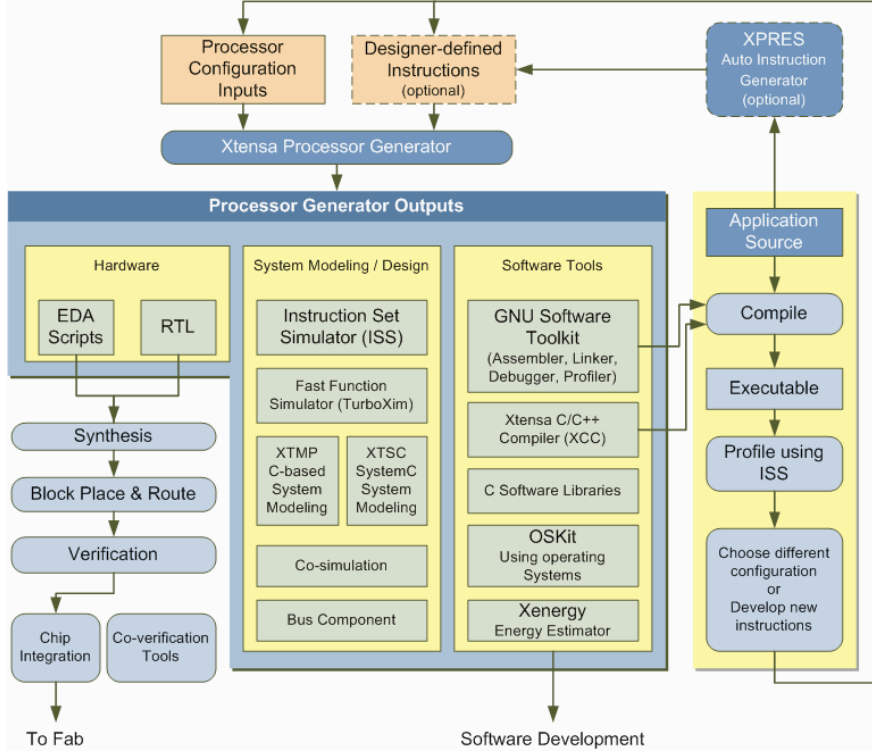 Processor
Configuration
Inputs
Designer-defined
Instructions
(optional)
XPRES
Auto Instruction
Generator
(optional)
Xtensa Processor Generator
Processor Generator Outputs
Hardware
EDA
Scripts
RTL
System Modeling / Design
Instruction Set
Simulator (ISS)
Fast Function
Simulator (TurboXim)
XTMP
C-based
System
Modeling
XTSC
SystemC
System
Modeling
Co-simulation
Bus Component
Software Tools
GNU Software
Toolkit
(Assembler, Linker,
Debugger, Profiler)
Xtensa C/C++
Compiler (XCC)
C Software Libraries
OSKit
Using operating
Systems
Xenergy
Energy Estimator
Application
Source
Compile
Executable
Profile using
ISS
Choose different
configuration
or
Develop new
instructions
Synthesis
Block Place & Route
Verification
Chip
Integration
Co-verification
Tools
To Fab
Software Development